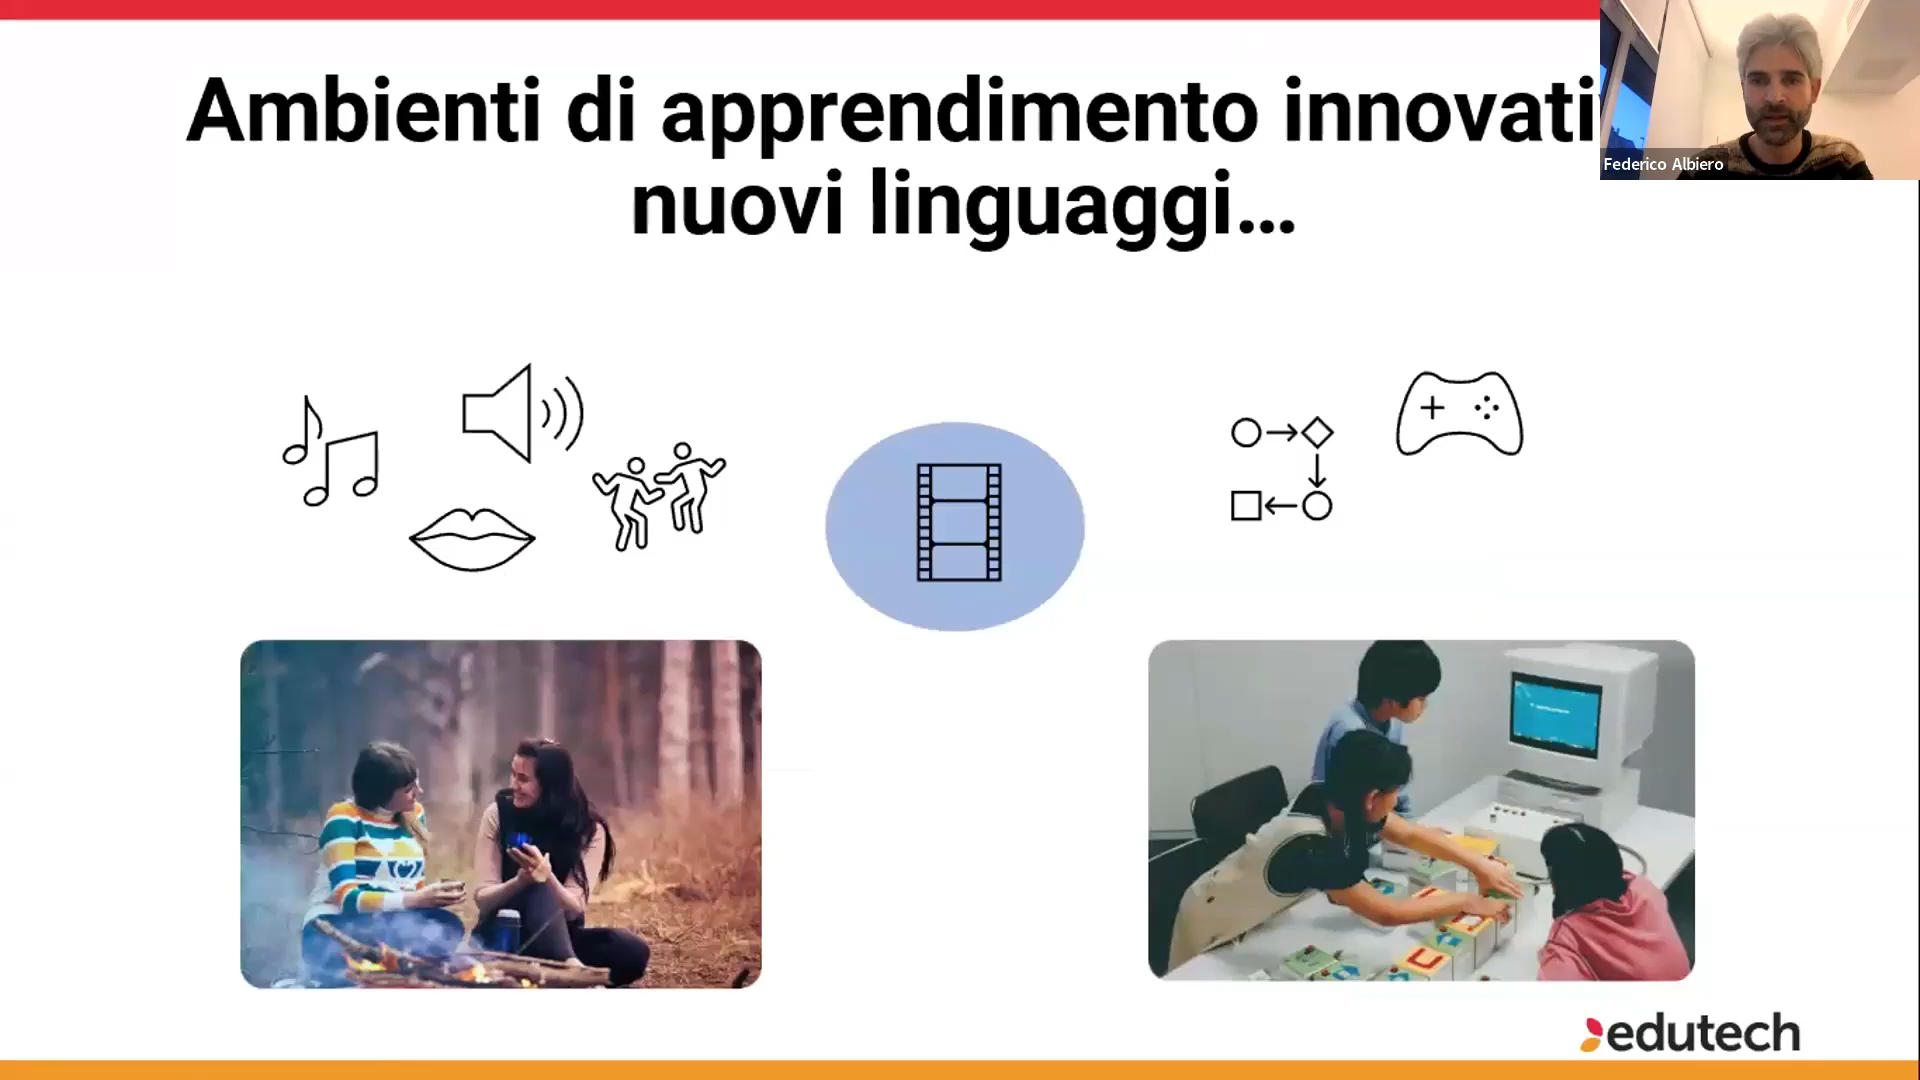 Ambienti di apprendimento innovati
nuovi linguaggi...
Federico Albiero
edutech